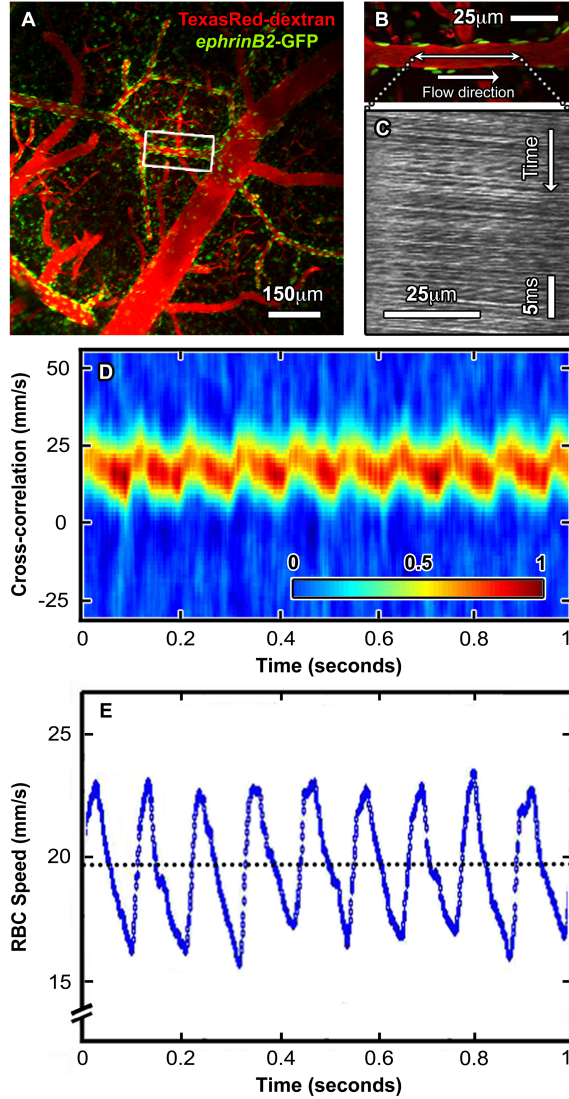 A
TexasRed-dextran
ephrinB2-GFP
150μm
B
25μm
Flow direction
C
Time
25μm
5ms
D
Cross-correlation (mm/s)
50
25
0
-25
0
0.5
1
0
0.2
0.4
0.6
0.8
1
Time (seconds)
E
RBC Speed (mm/s)
25
20
15
0
0.2
0.4
0.6
0.8
1
Time (seconds)